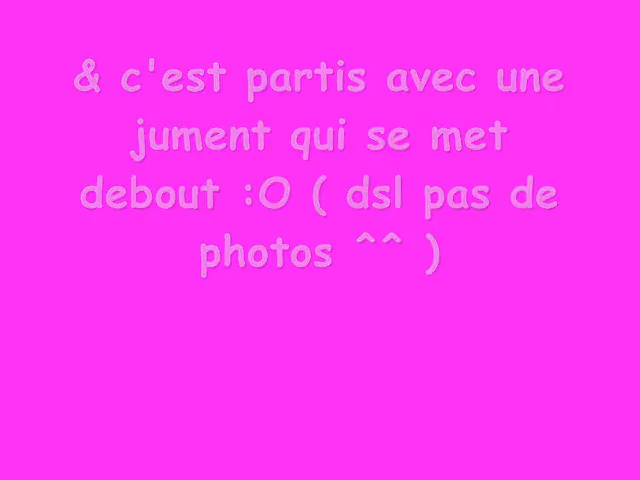 & c'est partis avec une
jument qui se met
debout :O ( dsl pas de
photos ^^ )